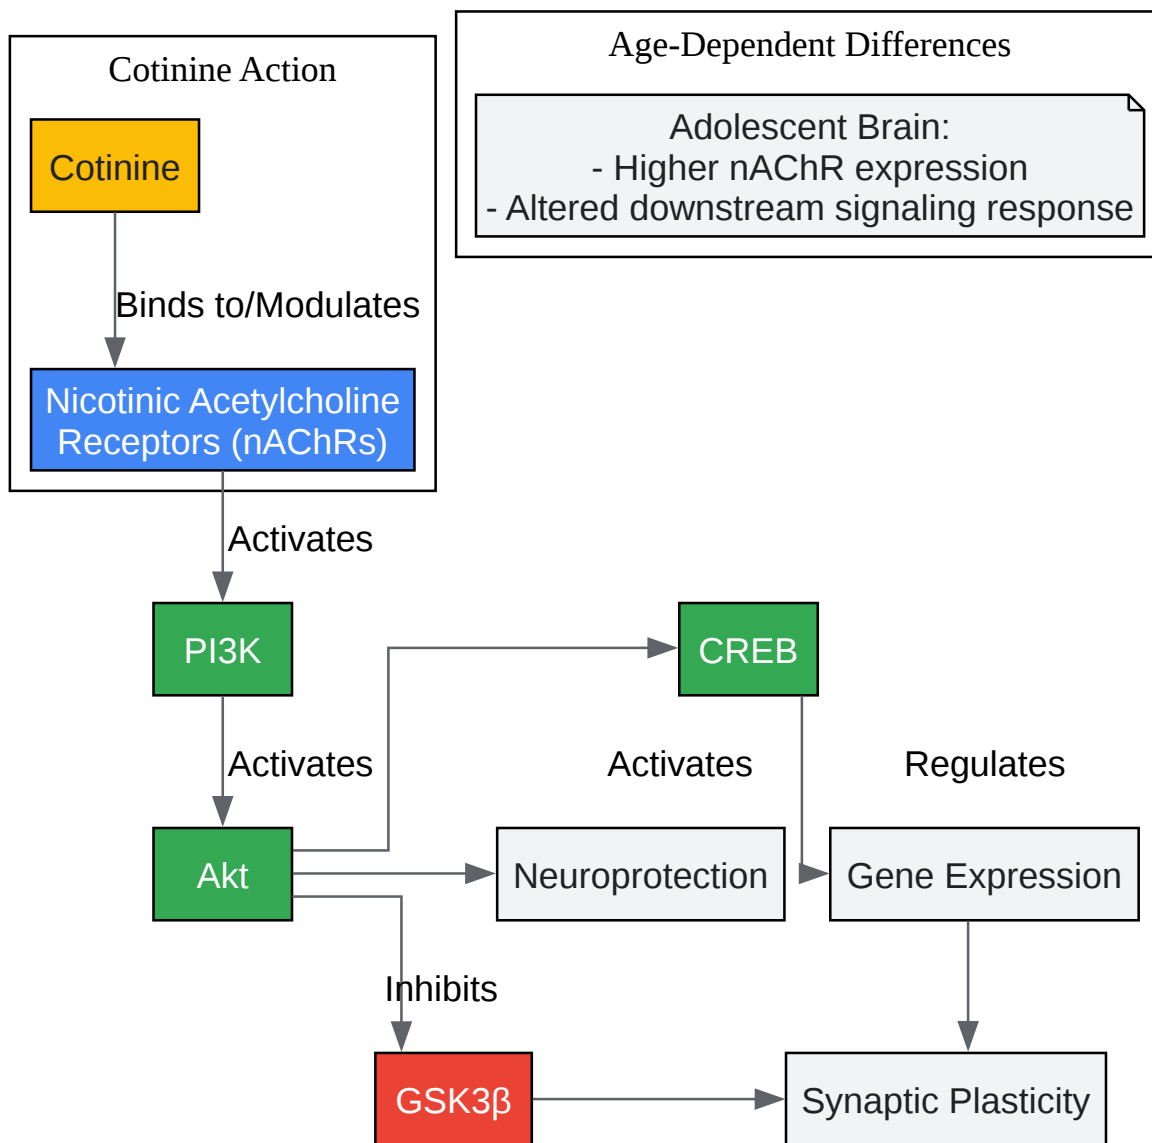 Cotinine Action
Cotinine
Binds to/Modulates
Nicotinic Acetylcholine
Receptors (nAChRs)
Age-Dependent Differences
Adolescent Brain:
- Higher nAChR expression
- Altered downstream signaling response
Activates
PI3K
CREB
Activates
Activates
Regulates
Akt
Neuroprotection
Gene Expression
Inhibits
GSK3β
Synaptic Plasticity